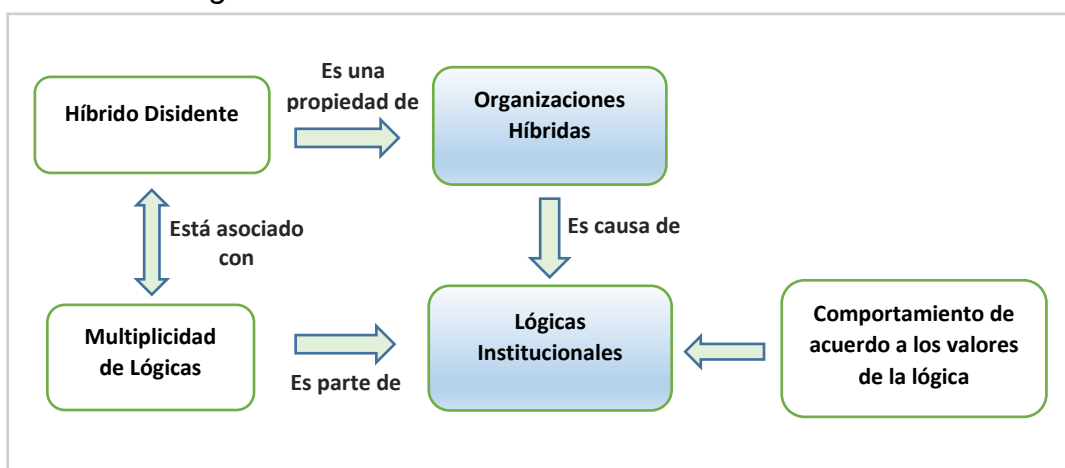 Híbrido Disidente
Es una
propiedad de
Organizaciones
Híbridas
Está asociado
con
Es causa de
Multiplicidad
de Lógicas
Es parte de
Lógicas
Institucionales
Comportamiento de
acuerdo a los valores
de la lógica